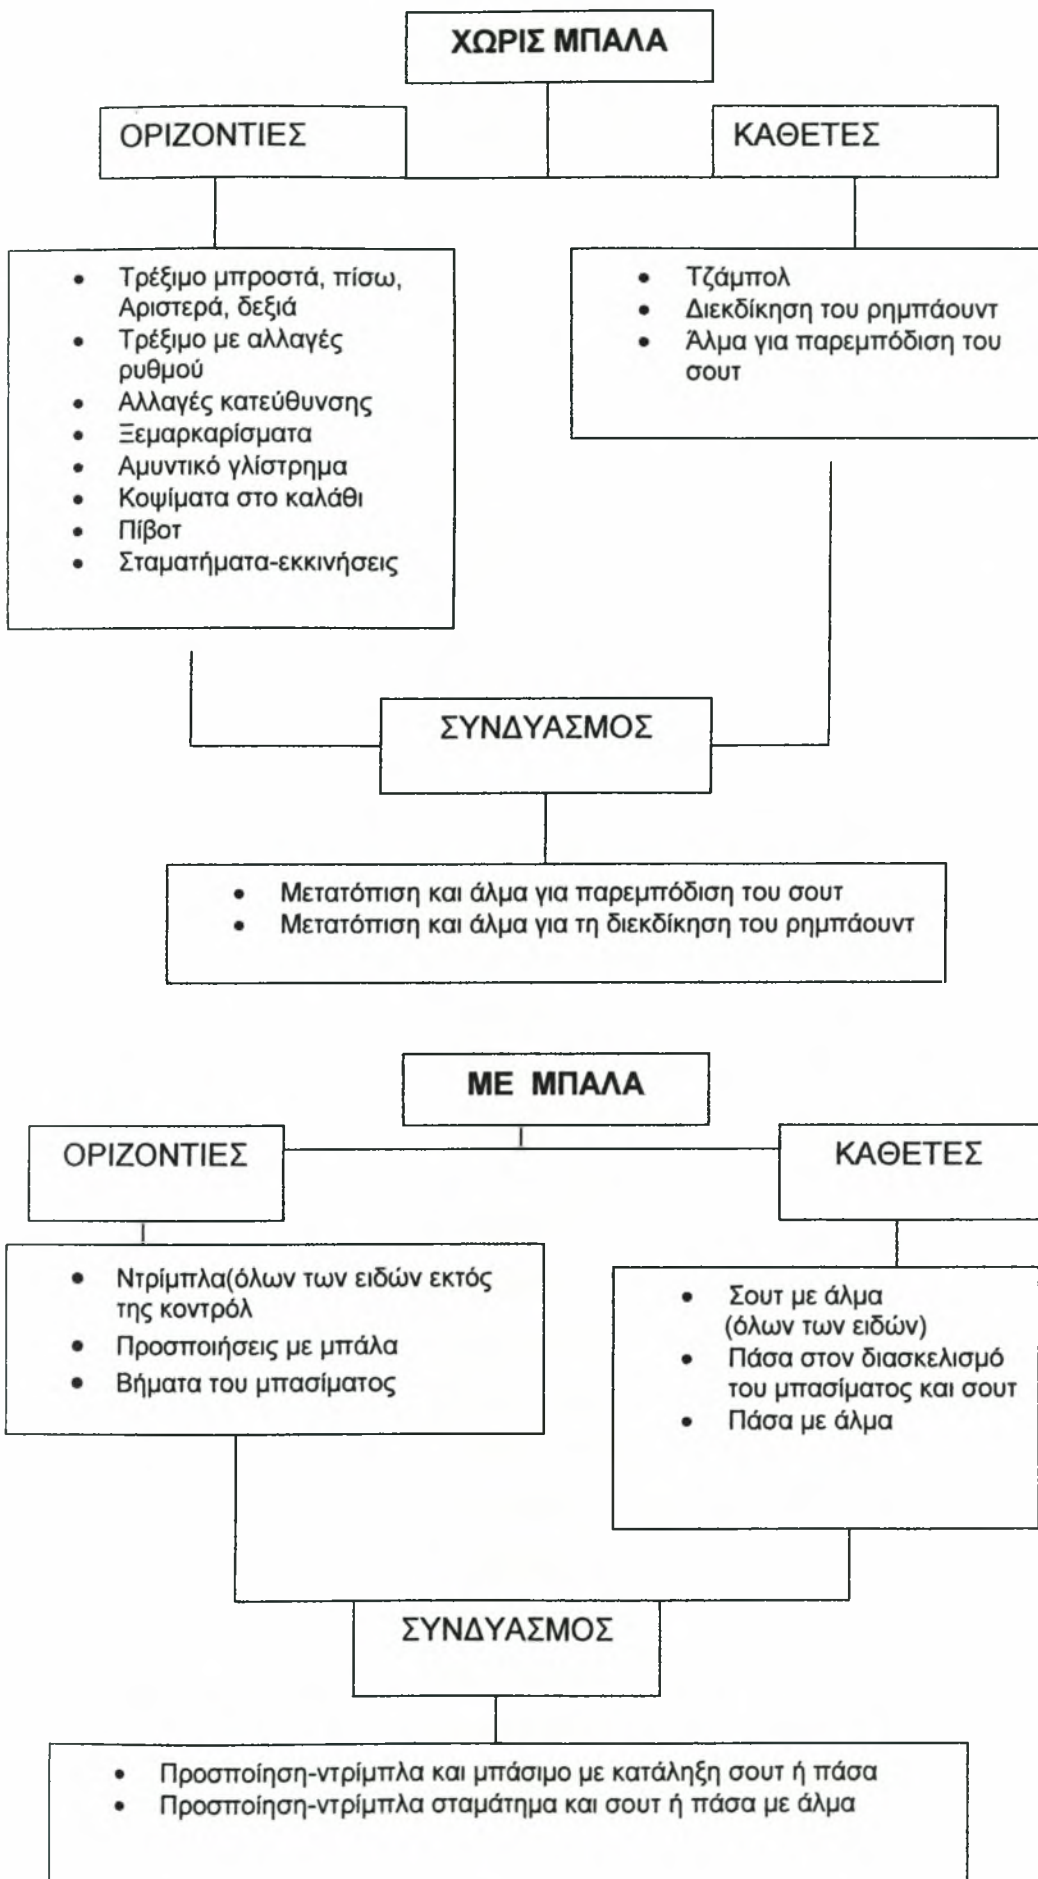 ΧΩΡΙΣ ΜΠΑΛΑ
ΟΡΙΖΟΝΤΙΕΣ
ΚΑΘΕΤΕΣ
• Τρέξιμο μπροστά, πίσω,
Αριστερά, δεξιά
• Τρέξιμο με αλλαγές
ρυθμού
• Αλλαγές κατεύθυνσης
• Ξεμαρκαρίσματα
• Αμυντικό γλίστρημα
• Κοψίματα στο καλάθι
• Πίβοτ
• Σταματήματα-εκκινήσεις
• Τζάμπολ
• Διεκδίκηση του ρημπάουντ
• Άλμα για παρεμπόδιση του
σουτ
ΣΥΝΔΥΑΣΜΟΣ
• Μετατόπιση και άλμα για παρεμπόδιση του σουτ
• Μετατόπιση και άλμα για τη διεκδίκηση του ρημπάουντ
ΜΕ ΜΠΑΛΑ
ΟΡΙΖΟΝΤΙΕΣ
ΚΑΘΕΤΕΣ
• Ντρίμπλα(όλων των ειδών εκτός
της κοντρόλ
• Προσποιήσεις με μπάλα
• Βήματα του μπασίματος
• Σουτ με άλμα
(όλων των ειδών)
• Πάσα στον διασκελισμό
του μπασίματος και σουτ
• Πάσα με άλμα
ΣΥΝΔΥΑΣΜΟΣ
• Προσποίηση-ντρίμπλα και μπάσιμο με κατάληξη σουτ ή πάσα
• Προσποίηση-ντρίμπλα σταμάτημα και σουτ ή πάσα με άλμα